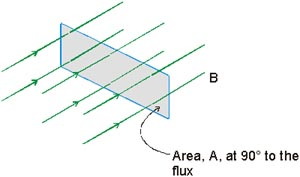 B
Area, A, at 90° to the
flux